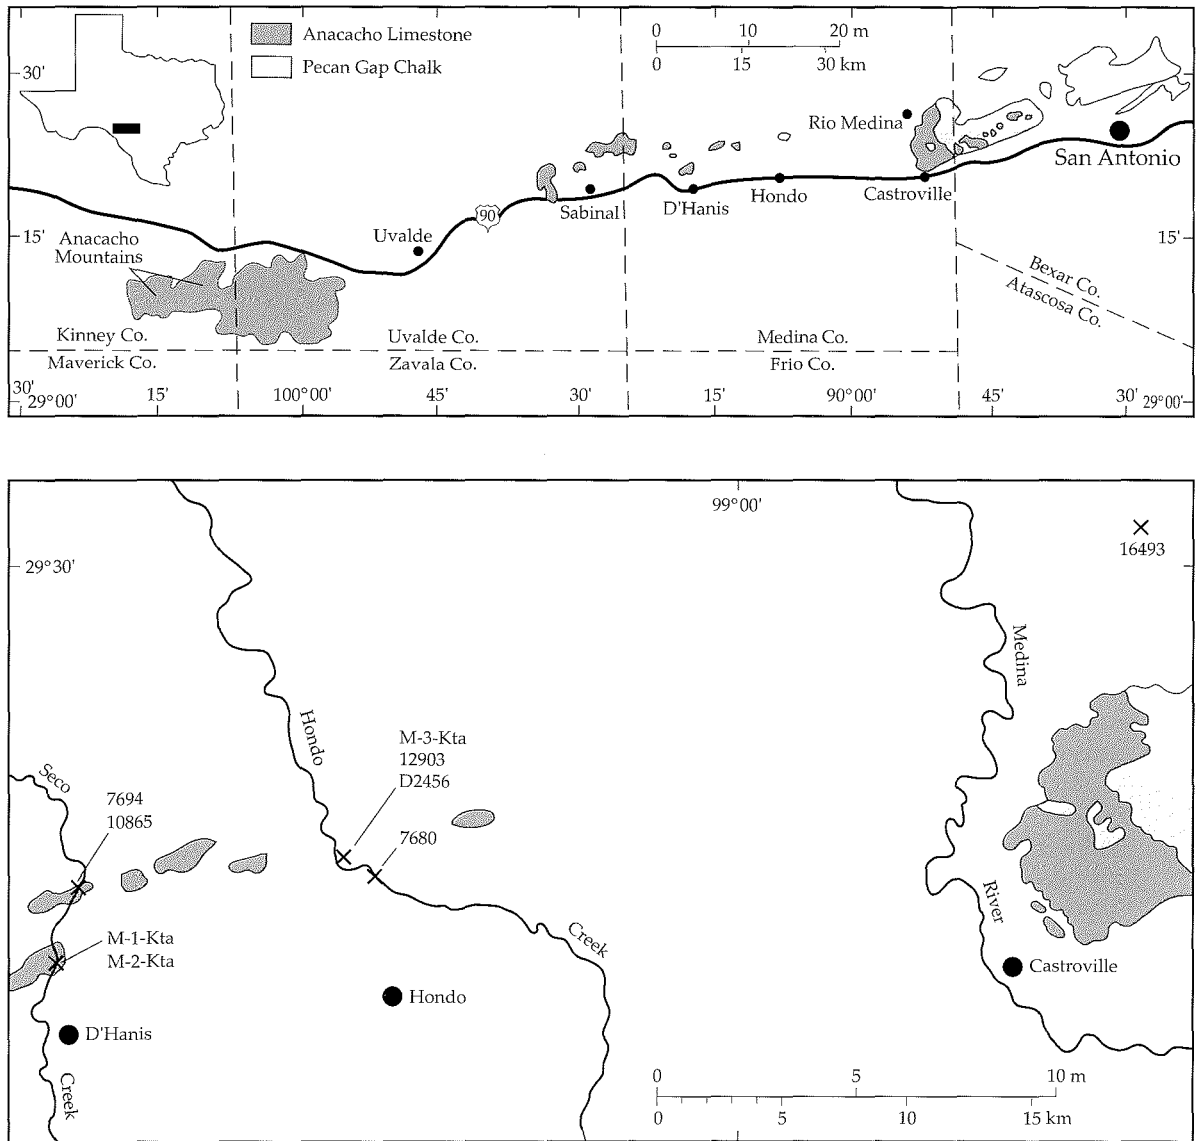 Anacacho Limestone
Pecan Gap Chalk
0 10 20 m
0 15 30 km
30'
Rio Medina
San Antonio
Sabinal
D'Hanis
Hondo
Castroville
90
Uvalde
15'
15'
Anacacho
Mountains
Bexar Co.
Atascosa Co.
Kinney Co.
Uvalde Co.
Medina Co.
Maverick Co.
Zavala Co.
Frio Co.
30'
29°00'
15'
100°00'
45'
30'
15'
90°00'
45'
30'
29°00'
99°00'
29°30'
16493
Medina
Hondo
M-3-Kta
12903
D2456
7680
Seco
7694
10865
River
Creek
M-1-Kta
M-2-Kta
Castroville
Hondo
D'Hanis
Creek
0 5 10 m
0 5 10 15 km